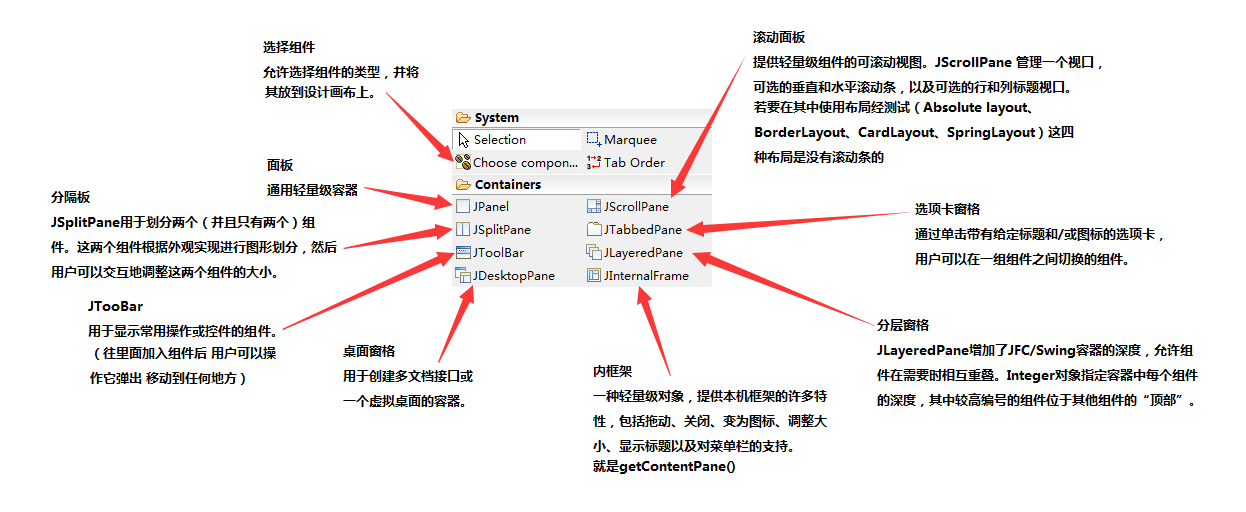 选择组件
允许选择组件的类型，并将
其放到设计画布上。
滚动面板
提供轻量级组件的可滚动视图。JScrollPane 管理一个视口，
可选的垂直和水平滚动条，以及可选的行和列标题视口。
若要在其中使用布局经测试（Absolute layout、
BorderLayout、CardLayout、SpringLayout）这四
种布局是没有滚动条的
System
Selection
Marquee
Choose compon...
Tab Order
Containers
JPanel
JScrollPane
JSplitPane
JTabbedPane
JToolBar
JLayeredPane
JDesktopPane
JInternalFrame
面板
通用轻量级容器
分隔板
JSplitPane用于划分两个（并且只有两个）组
件。这两个组件根据外观实现进行图形划分，然后
用户可以交互地调整这两个组件的大小。
选项卡窗格
通过单击带有给定标题和/或图标的选项卡，
用户可以在一组组件之间切换的组件。
JTooBar
用于显示常用操作或控件的组件。
（往里面加入组件后 用户可以操
作它弹出 移动到任何地方）
桌面窗格
用于创建多文档接口或
一个虚拟桌面的容器。
内框架
一种轻量级对象，提供本机框架的许多特
性，包括拖动、关闭、变为图标、调整大
小、显示标题以及对菜单栏的支持。
就是getContentPane()
分层窗格
JLayeredPane增加了JFC/Swing容器的深度，允许组
件在需要时相互重叠。Integer对象指定容器中每个组件
的深度，其中较高编号的组件位于其他组件的“顶部”。